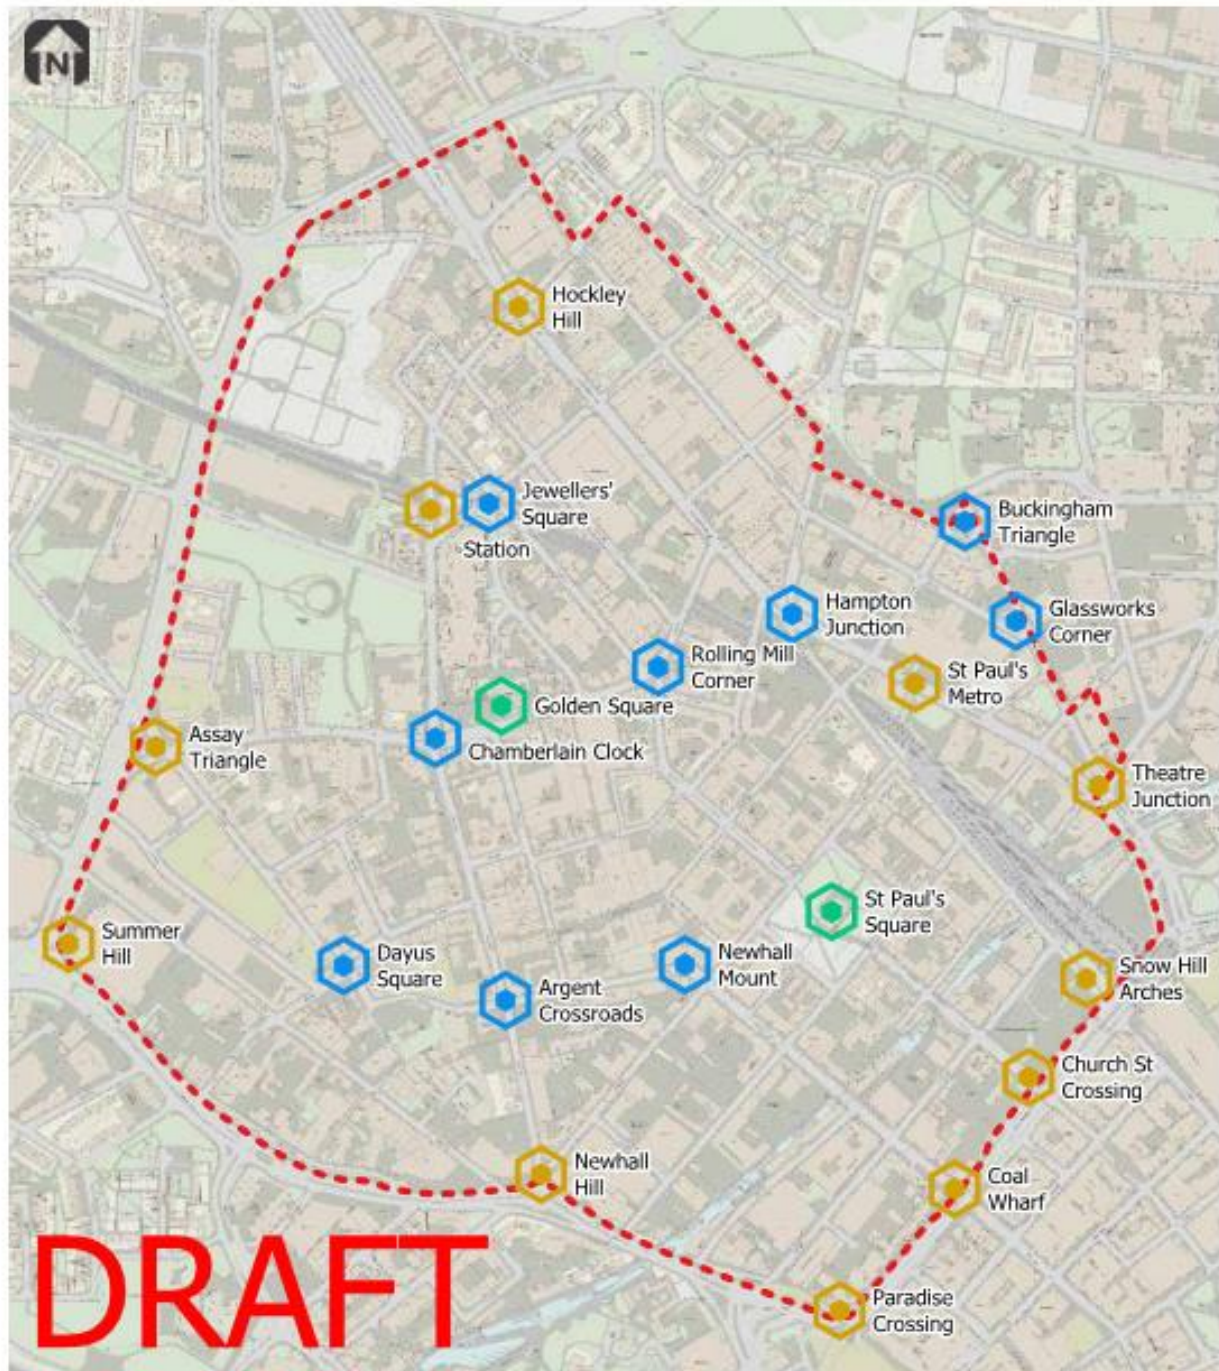 N
Hockley
Hill
Jewellers'
Square
Station
Buckingham
Triangle
Hampton
Junction
Glassworks
Corner
Rolling Mill
Corner
St Paul's
Metro
Golden Square
Chamberlain Clock
Assay
Triangle
Theatre
Junction
St Paul's
Square
Summer
Hill
Dayus
Square
Newhall
Mount
Argent
Crossroads
Snow Hill
Arches
Church St
Crossing
Newhall
Hill
Coal
Wharf
Paradise
Crossing
DRAFT